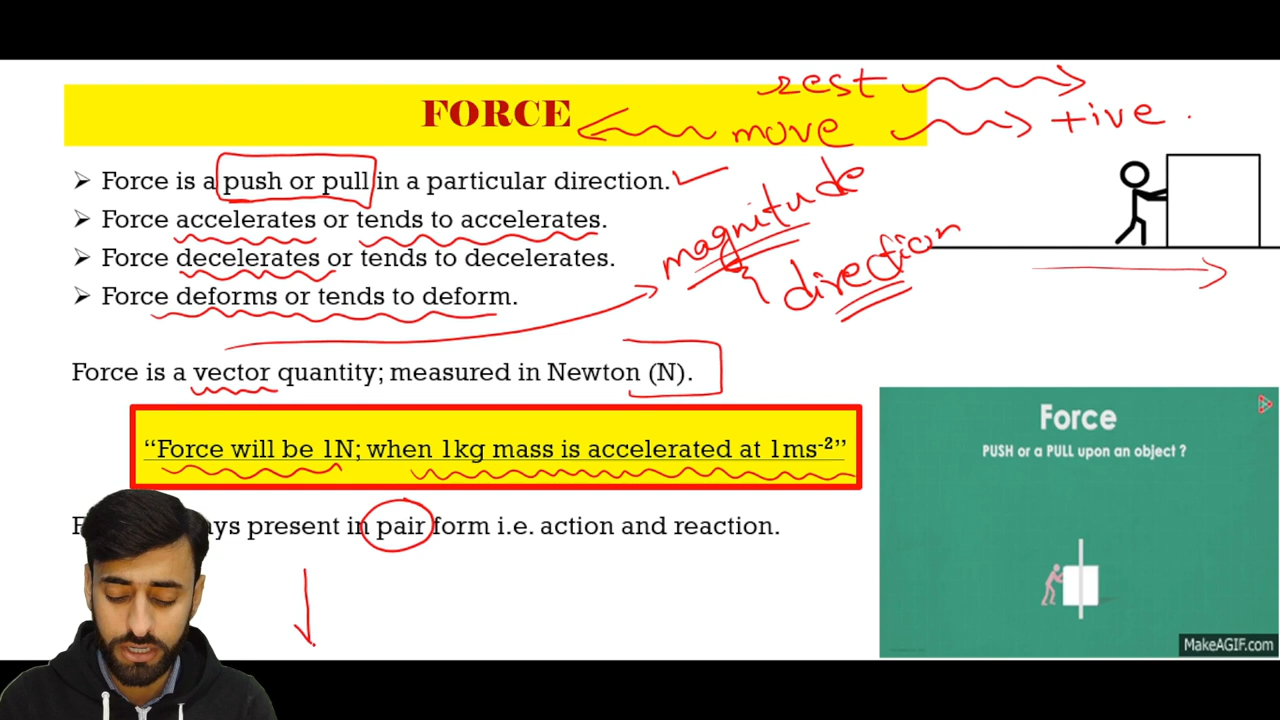 rest
FORCE
move
+ive
Force is a push or pull in a particular direction.
Force accelerates or tends to accelerates.
Force decelerates or tends to decelerates.
Force deforms or tends to deform.
magnitude
direction
Force is a vector quantity; measured in Newton (N).
“Force will be 1N; when 1kg mass is accelerated at 1ms⁻²”
present in pair form i.e. action and reaction.
Force
PUSH or a PULL upon an object ?
MakeAGIF.com